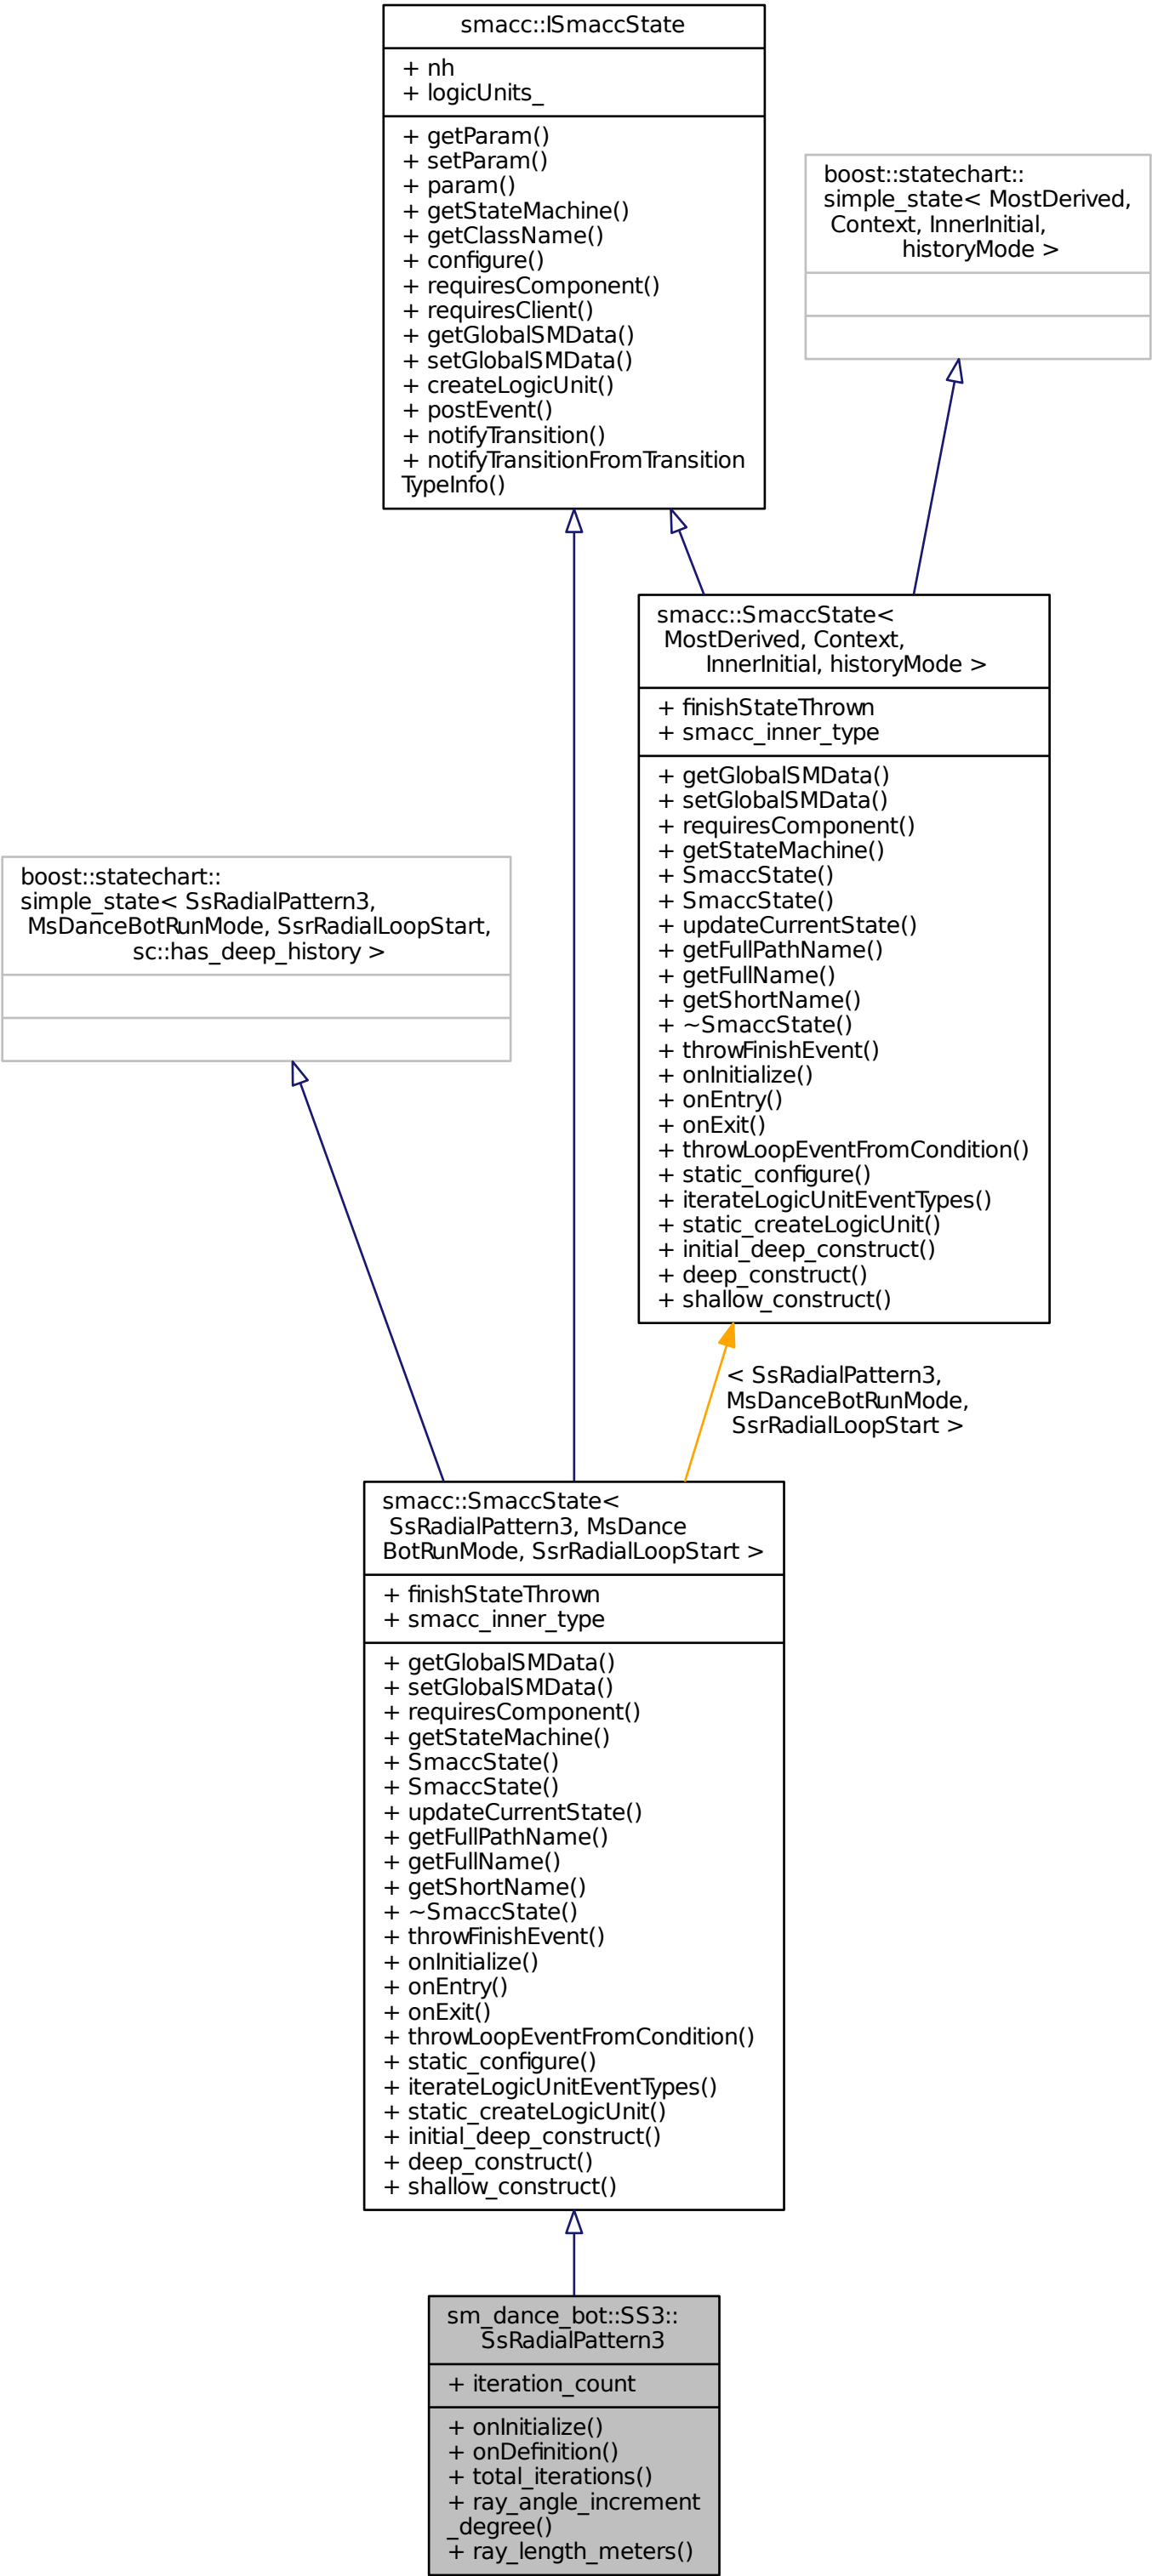 smacc::ISmaccState
+ nh
+ logicUnits_
+ getParam()
+ setParam()
+ param()
+ getStateMachine()
+ getClassName()
+ configure()
+ requiresComponent()
+ requiresClient()
+ getGlobalSMData()
+ setGlobalSMData()
+ createLogicUnit()
+ postEvent()
+ notifyTransition()
+ notifyTransitionFromTransition
TypeInfo()
boost::statechart::
simple_state< MostDerived,
Context, InnerInitial,
historyMode >
smacc::SmaccState<
MostDerived, Context,
InnerInitial, historyMode >
+ finishStateThrown
+ smacc_inner_type
+ getGlobalSMData()
+ setGlobalSMData()
+ requiresComponent()
+ getStateMachine()
+ SmaccState()
+ SmaccState()
+ updateCurrentState()
+ getFullPathName()
+ getFullName()
+ getShortName()
+ ~SmaccState()
+ throwFinishEvent()
+ onInitialize()
+ onEntry()
+ onExit()
+ throwLoopEventFromCondition()
+ static_configure()
+ iterateLogicUnitEventTypes()
+ static_createLogicUnit()
+ initial_deep_construct()
+ deep_construct()
+ shallow_construct()
boost::statechart::
simple_state< SsRadialPattern3,
MsDanceBotRunMode, SsrRadialLoopStart,
sc::has_deep_history >
< SsRadialPattern3,
MsDanceBotRunMode,
SsrRadialLoopStart >
smacc::SmaccState<
SsRadialPattern3, MsDance
BotRunMode, SsrRadialLoopStart >
+ finishStateThrown
+ smacc_inner_type
+ getGlobalSMData()
+ setGlobalSMData()
+ requiresComponent()
+ getStateMachine()
+ SmaccState()
+ SmaccState()
+ updateCurrentState()
+ getFullPathName()
+ getFullName()
+ getShortName()
+ ~SmaccState()
+ throwFinishEvent()
+ onInitialize()
+ onEntry()
+ onExit()
+ throwLoopEventFromCondition()
+ static_configure()
+ iterateLogicUnitEventTypes()
+ static_createLogicUnit()
+ initial_deep_construct()
+ deep_construct()
+ shallow_construct()
sm_dance_bot::SS3::
SsRadialPattern3
+ iteration_count
+ onInitialize()
+ onDefinition()
+ total_iterations()
+ ray_angle_increment
_degree()
+ ray_length_meters()